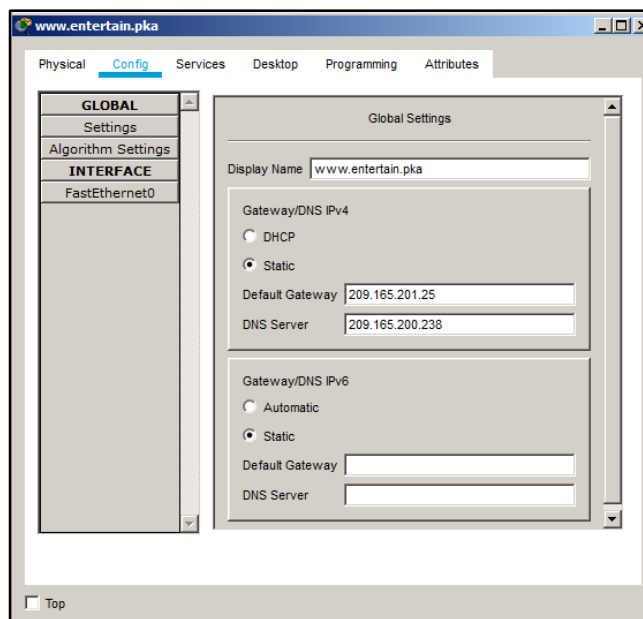 www.entertain.pka
Physical Config Services Desktop Programming Attributes
GLOBAL
Settings
Algorithm Settings
INTERFACE
FastEthernet0
Global Settings
Display Name www.entertain.pka
Gateway/DNS IPv4
DHCP
Static
Default Gateway 209.165.201.25
DNS Server 209.165.200.238
Gateway/DNS IPv6
Automatic
Static
Default Gateway
DNS Server
Top